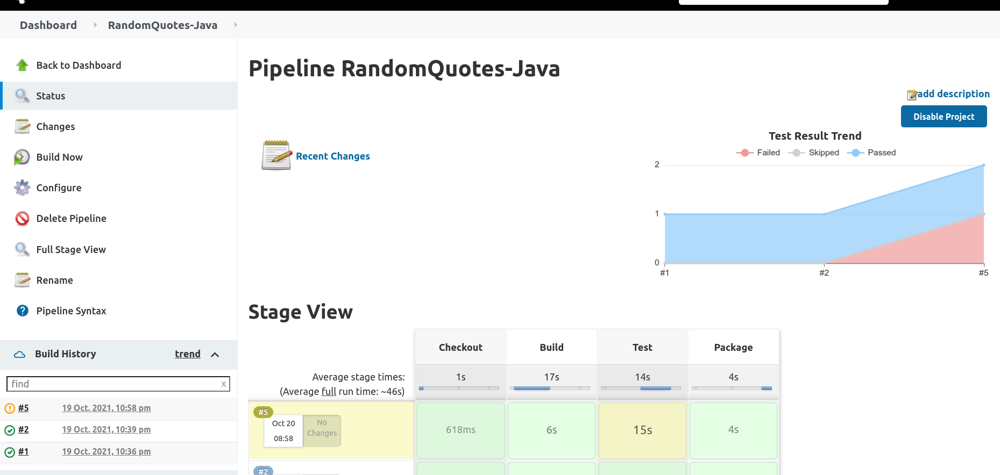 Dashboard
RandomQuotes-Java
Back to Dashboard
Status
Changes
Build Now
Configure
Delete Pipeline
Full Stage View
Rename
Pipeline Syntax
Build History
trend
find
x
#5 19 Oct. 2021, 10:58 pm
#2 19 Oct. 2021, 10:39 pm
#1 19 Oct. 2021, 10:36 pm
Pipeline RandomQuotes-Java
add description
Disable Project
Recent Changes
Test Result Trend
Failed Skipped Passed
2
1
0
#1 #2 #5
Stage View
Checkout Build Test Package
Average stage times:
(Average full run time: ~46s)
1s 17s 14s 4s
#5
Oct 20
08:58
No
Changes
618ms 6s 15s 4s
#2